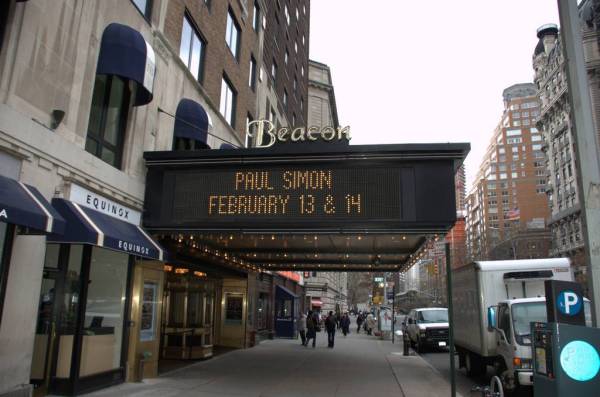 Beacon
PAUL SIMON
FEBRUARY 13 & 14
EQUINOX
EQUINOX
P